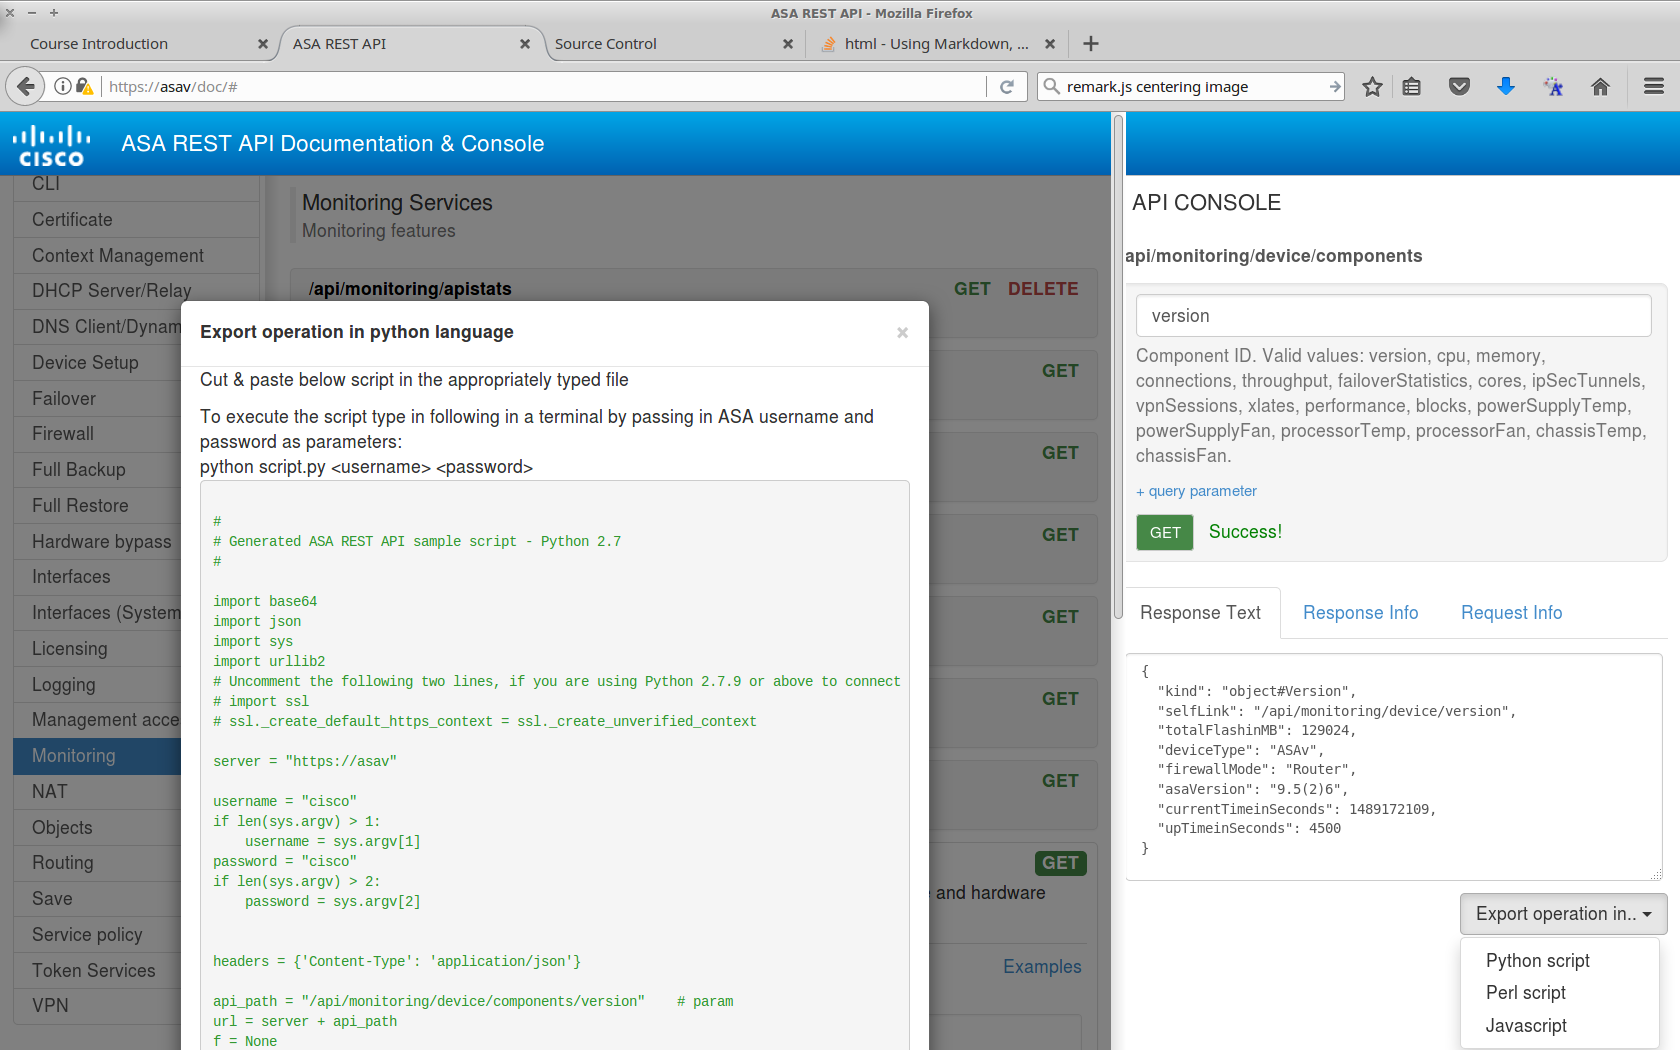 ASA REST API - Mozilla Firefox
Course Introduction
ASA REST API
Source Control
html - Using Markdown, ...
https://asav/doc/#
remark.js centering image
CISCO
ASA REST API Documentation & Console
CLI
Certificate
Context Management
DHCP Server/Relay
DNS Client/Dynam
Device Setup
Failover
Firewall
Full Backup
Full Restore
Hardware bypass
Interfaces
Interfaces (System
Licensing
Logging
Management acce
Monitoring
NAT
Objects
Routing
Save
Service policy
Token Services
VPN
Monitoring Services
Monitoring features
/api/monitoring/apistats
GET DELETE
GET
GET
GET
GET
GET
GET
GET
e and hardware
Examples
Export operation in python language
×
Cut & paste below script in the appropriately typed file
To execute the script type in following in a terminal by passing in ASA username and
password as parameters:
python script.py <username> <password>
#
# Generated ASA REST API sample script - Python 2.7
#
import base64
import json
import sys
import urllib2
# Uncomment the following two lines, if you are using Python 2.7.9 or above to connect
# import ssl
# ssl._create_default_https_context = ssl._create_unverified_context
server = "https://asav"
username = "cisco"
if len(sys.argv) > 1:
    username = sys.argv[1]
password = "cisco"
if len(sys.argv) > 2:
    password = sys.argv[2]
headers = {'Content-Type': 'application/json'}
api_path = "/api/monitoring/device/components/version"    # param
url = server + api_path
f = None
API CONSOLE
api/monitoring/device/components
version
Component ID. Valid values: version, cpu, memory,
connections, throughput, failoverStatistics, cores, ipSecTunnels,
vpnSessions, xlates, performance, blocks, powerSupplyTemp,
powerSupplyFan, processorTemp, processorFan, chassisTemp,
chassisFan.
+ query parameter
GET Success!
Response Text
Response Info
Request Info
{
  "kind": "object#Version",
  "selfLink": "/api/monitoring/device/version",
  "totalFlashinMB": 129024,
  "deviceType": "ASAv",
  "firewallMode": "Router",
  "asaVersion": "9.5(2)6",
  "currentTimeinSeconds": 1489172109,
  "upTimeinSeconds": 4500
}
Export operation in..
Python script
Perl script
Javascript